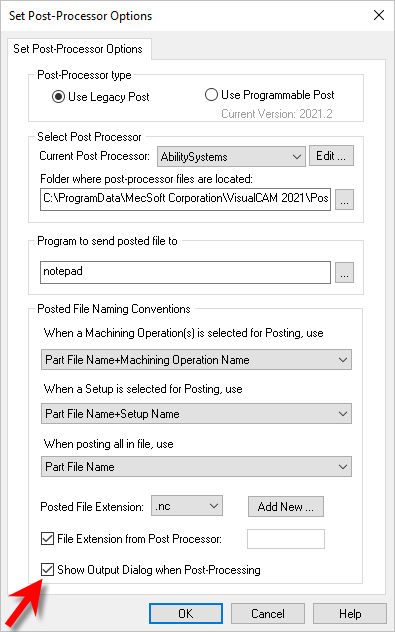 Set Post-Processor Options
Set Post-Processor Options
Post-Processor type
Use Legacy Post
Use Programmable Post
Current Version: 2021.2
Select Post Processor
Current Post Processor: AbilitySystems Edit ...
Folder where post-processor files are located:
C:\ProgramData\MecSoft Corporation\VisualCAM 2021\Pos ...
Program to send posted file to
notepad ...
Posted File Naming Conventions
When a Machining Operation(s) is selected for Posting, use
Part File Name+Machining Operation Name
When a Setup is selected for Posting, use
Part File Name+Setup Name
When posting all in file, use
Part File Name
Posted File Extension: .nc Add New ...
File Extension from Post Processor:
Show Output Dialog when Post-Processing
OK Cancel Help